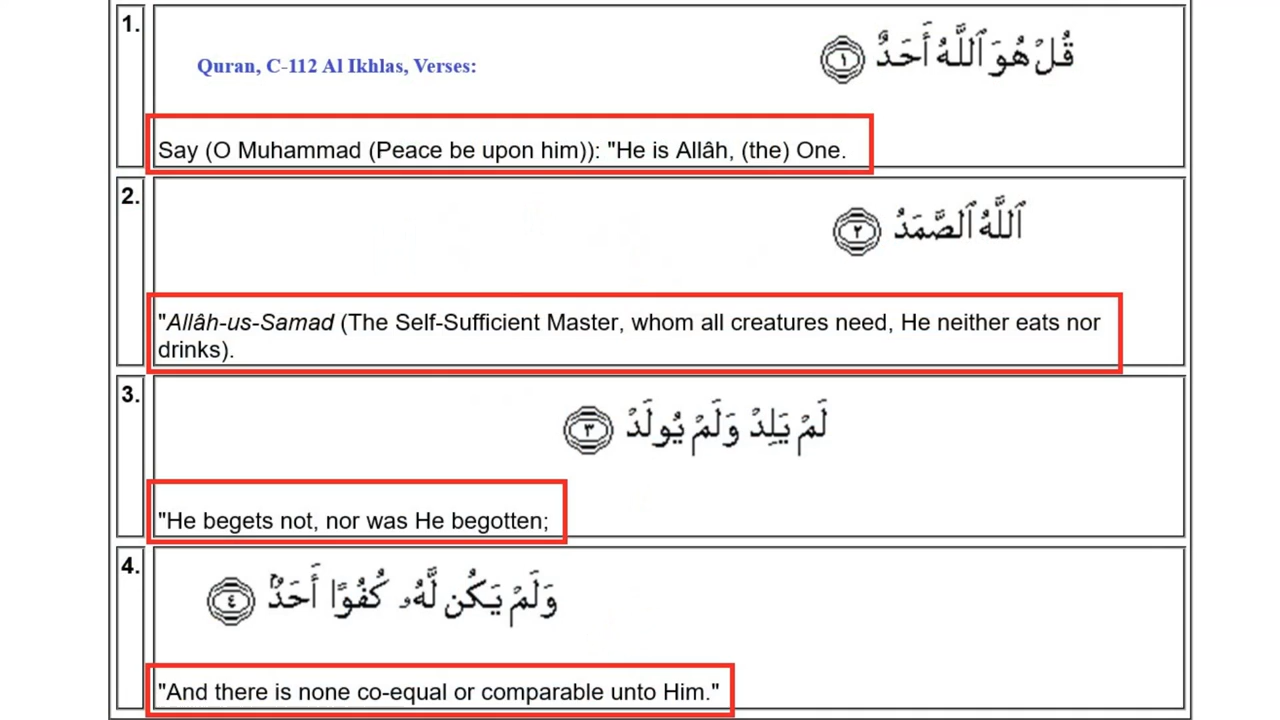 1.
قُلْ هُوَ ٱللَّهُ أَحَدٌ ١
Quran, C-112 Al Ikhlas, Verses:
Say (O Muhammad (Peace be upon him)): "He is Allâh, (the) One.
2.
ٱللَّهُ ٱلصَّمَدُ ٢
"Allâh-us-Samad (The Self-Sufficient Master, whom all creatures need, He neither eats nor
drinks).
3.
لَمْ يَلِدْ وَلَمْ يُولَدْ ٣
"He begets not, nor was He begotten;
4.
وَلَمْ يَكُن لَّهُۥ كُفُوًا أَحَدٌۢ ٤
"And there is none co-equal or comparable unto Him."